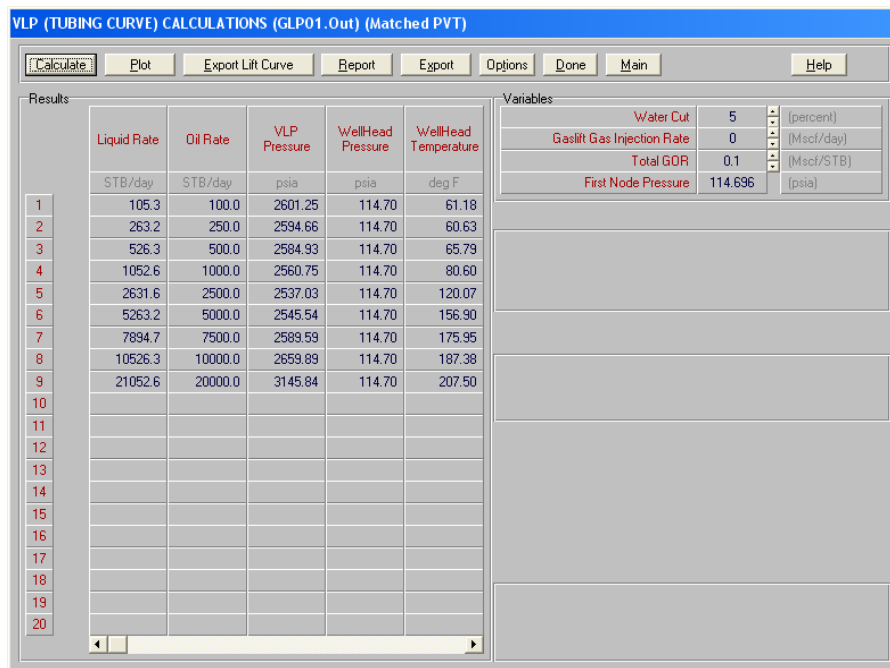 VLP (TUBING CURVE) CALCULATIONS (GLP01.Out) (Matched PVT)
Calculate Plot Export Lift Curve Report Export Options Done Main Help
Results
Liquid Rate Oil Rate VLP Pressure WellHead Pressure WellHead Temperature
STB/day STB/day psia psia deg F
1 105.3 100.0 2601.25 114.70 61.18
2 263.2 250.0 2594.66 114.70 60.63
3 526.3 500.0 2584.93 114.70 65.79
4 1052.6 1000.0 2560.75 114.70 80.60
5 2631.6 2500.0 2537.03 114.70 120.07
6 5263.2 5000.0 2545.54 114.70 156.90
7 7894.7 7500.0 2589.59 114.70 175.95
8 10526.3 10000.0 2659.89 114.70 187.38
9 21052.6 20000.0 3145.84 114.70 207.50
10
11
12
13
14
15
16
17
18
19
20
Variables
Water Cut 5 (percent)
Gaslift Gas Injection Rate 0 (Mscf/day)
Total GOR 0.1 (Mscf/STB)
First Node Pressure 114.696 (psia)